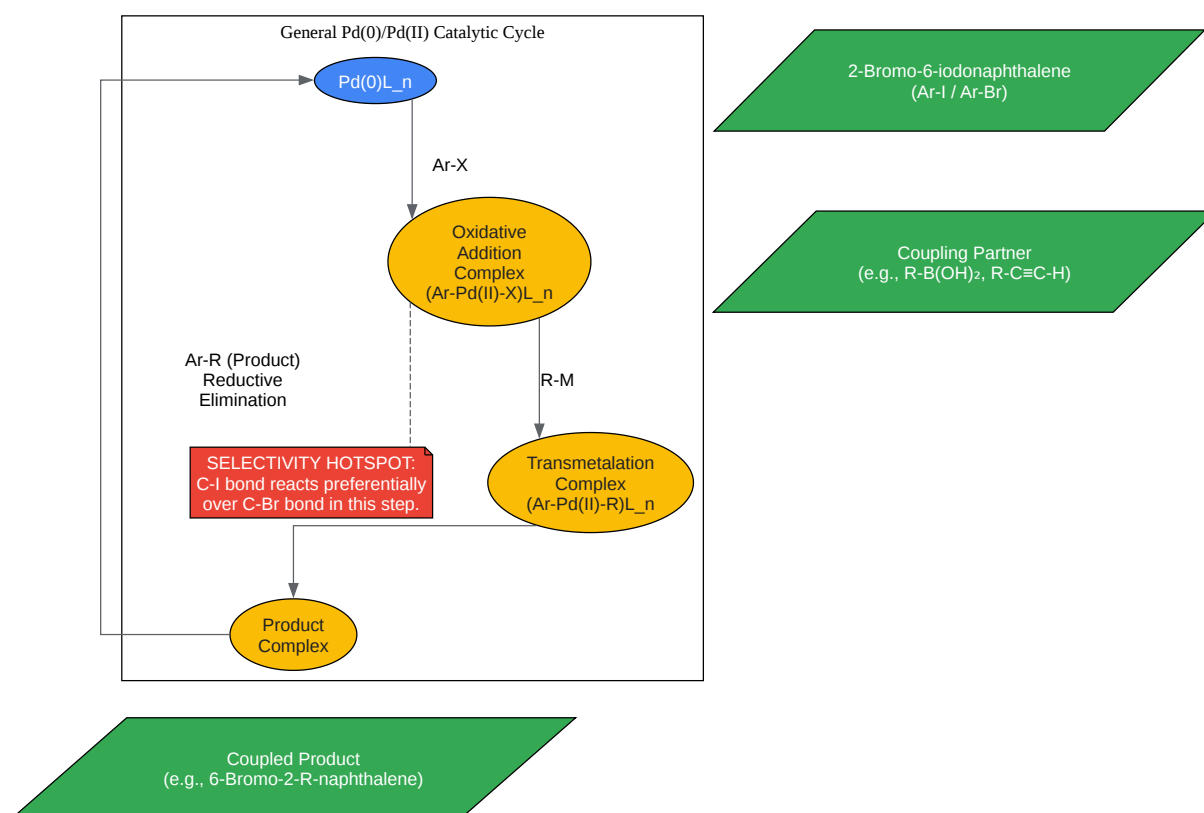 General Pd(0)/Pd(II) Catalytic Cycle
Pd(0)L_n
2-Bromo-6-iodonaphthalene
(Ar-I / Ar-Br)
Ar-X
Oxidative
Addition
Complex
(Ar-Pd(II)-X)L_n
Coupling Partner
(e.g., R-B(OH)₂, R-C≡C-H)
Ar-R (Product)
Reductive
Elimination
R-M
SELECTIVITY HOTSPOT:
C-I bond reacts preferentially
over C-Br bond in this step.
Transmetalation
Complex
(Ar-Pd(II)-R)L_n
Product
Complex
Coupled Product
(e.g., 6-Bromo-2-R-naphthalene)